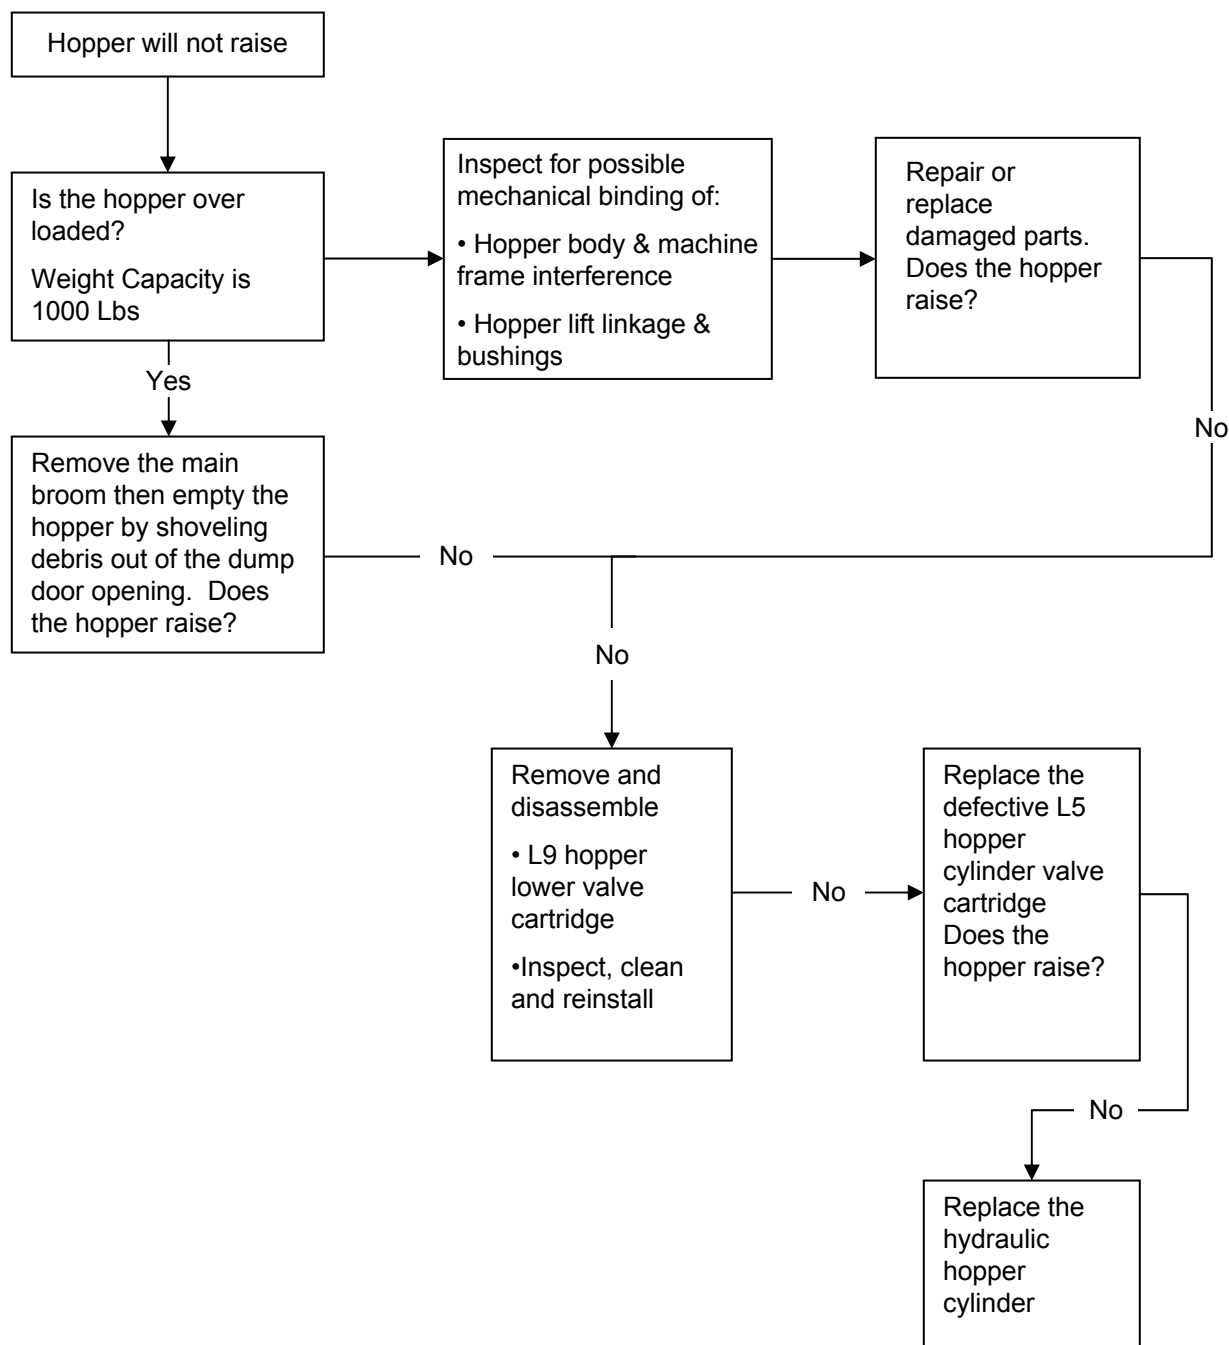 Hopper will not raise
Is the hopper over
loaded?
Weight Capacity is
1000 Lbs
Inspect for possible
mechanical binding of:
• Hopper body & machine
frame interference
• Hopper lift linkage &
bushings
Repair or
replace
damaged parts.
Does the hopper
raise?
Yes
No
Remove the main
broom then empty the
hopper by shoveling
debris out of the dump
door opening.  Does
the hopper raise?
No
No
Remove and
disassemble
• L9 hopper
lower valve
cartridge
•Inspect, clean
and reinstall
No
Replace the
defective L5
hopper
cylinder valve
cartridge
Does the
hopper raise?
No
Replace the
hydraulic
hopper
cylinder